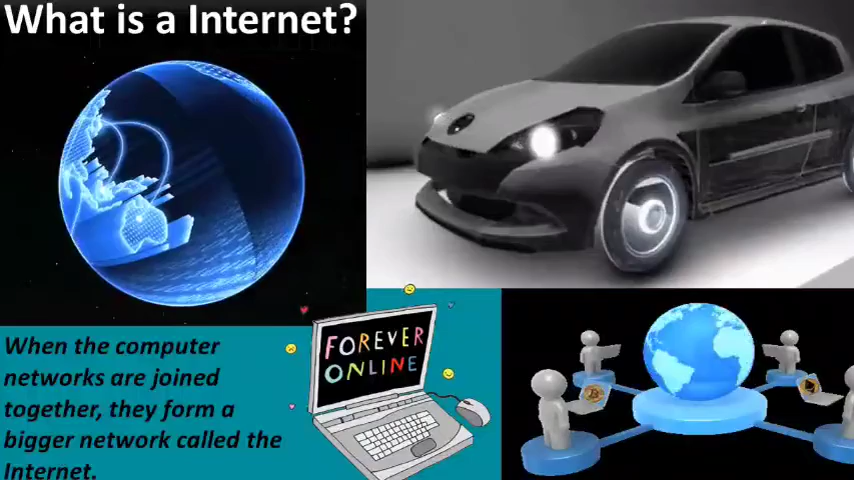 What is a Internet?
FOREVER
ONLINE
When the computer
networks are joined
together, they form a
bigger network called the
Internet.